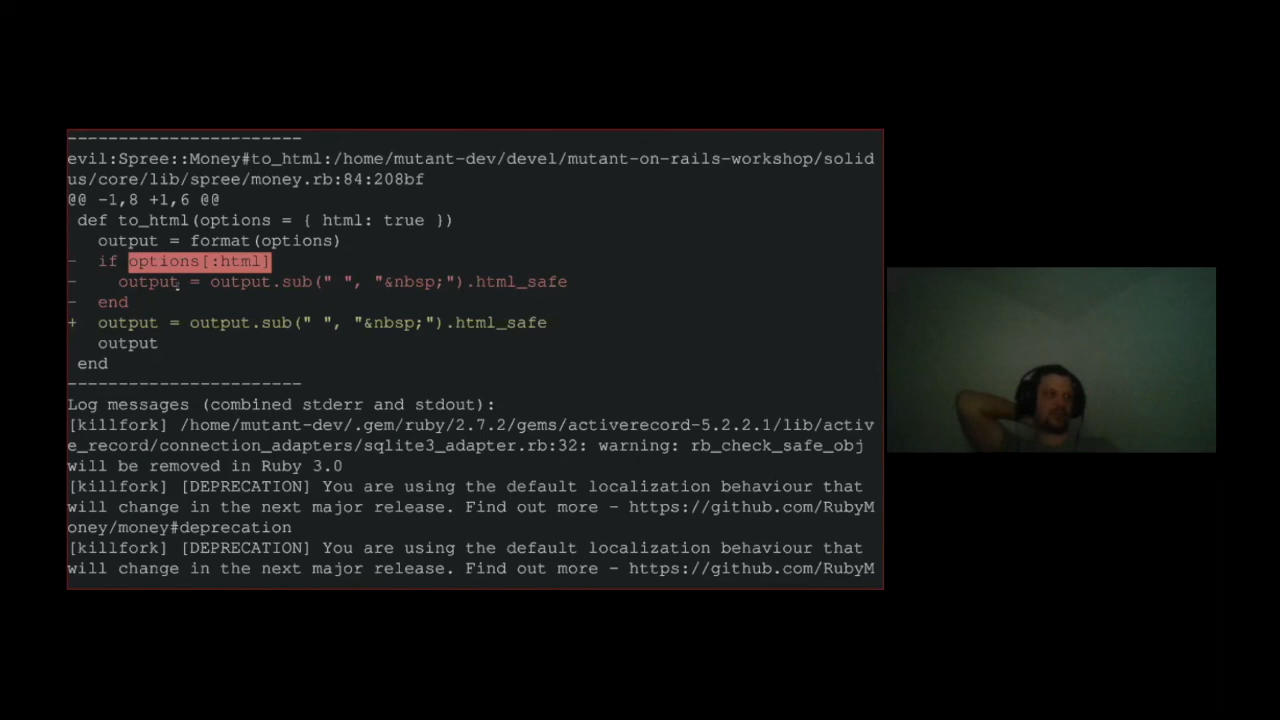 -----------------------
evil:Spree::Money#to_html:/home/mutant-dev/devel/mutant-on-rails-workshop/solid
us/core/lib/spree/money.rb:84:208bf
@@ -1,8 +1,6 @@
 def to_html(options = { html: true })
   output = format(options)
-  if options[:html]
-    output = output.sub(" ", "&nbsp;").html_safe
-  end
+  output = output.sub(" ", "&nbsp;").html_safe
   output
 end
-----------------------
Log messages (combined stderr and stdout):
[killfork] /home/mutant-dev/.gem/ruby/2.7.2/gems/activerecord-5.2.2.1/lib/activ
e_record/connection_adapters/sqlite3_adapter.rb:32: warning: rb_check_safe_obj
will be removed in Ruby 3.0
[killfork] [DEPRECATION] You are using the default localization behaviour that
will change in the next major release. Find out more - https://github.com/RubyM
oney/money#deprecation
[killfork] [DEPRECATION] You are using the default localization behaviour that
will change in the next major release. Find out more - https://github.com/RubyM